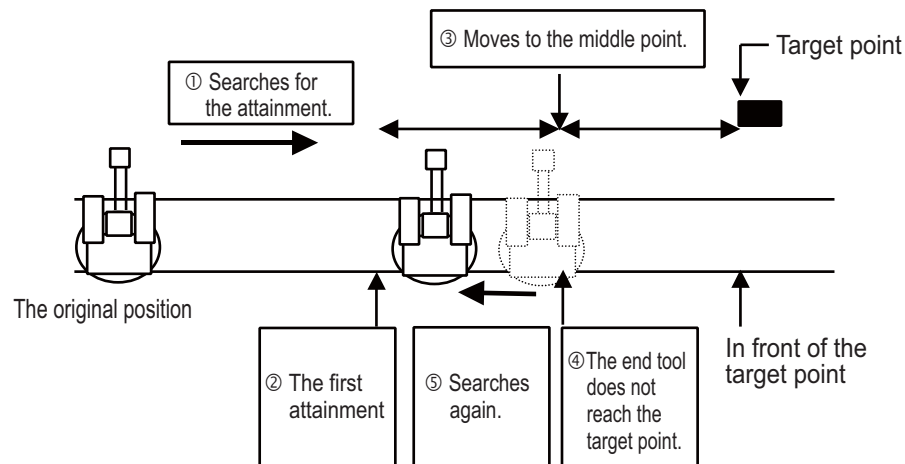 ③ Moves to the middle point.
Target point
① Searches for
the attainment.
The original position
② The first
attainment
⑤ Searches
again.
④The end tool
does not
reach the
target point.
In front of the
target point